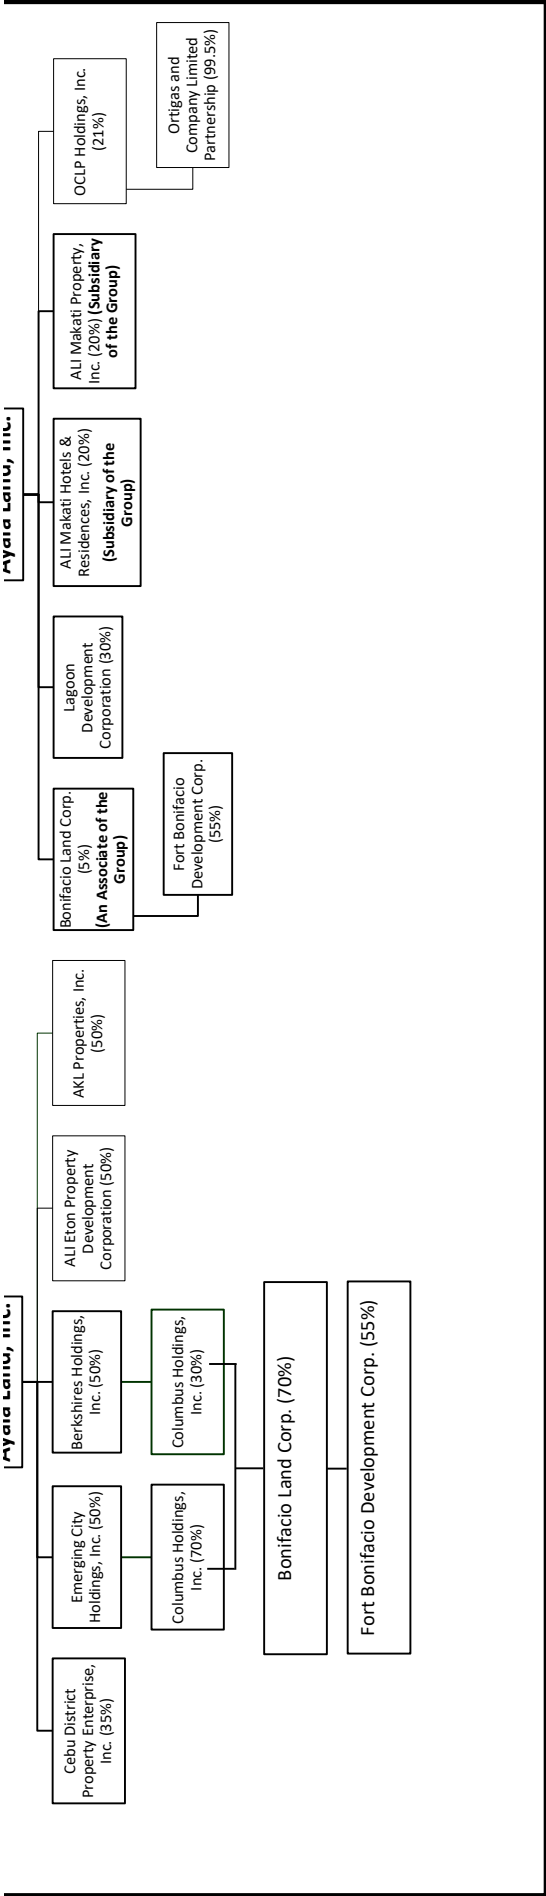 Ayala Land, Inc.
Cebu District
Property Enterprise,
Inc. (35%)
Emerging City
Holdings, Inc. (50%)
Berkshires Holdings,
Inc. (50%)
ALI Eton Property
Development
Corporation (50%)
AKL Properties, Inc.
(50%)
Columbus Holdings,
Inc. (70%)
Columbus Holdings,
Inc. (30%)
Bonifacio Land Corp. (70%)
Fort Bonifacio Development Corp. (55%)
Ayala Land, Inc.
Bonifacio Land Corp.
(5%)
(An Associate of the
Group)
Lagoon
Development
Corporation (30%)
ALI Makati Hotels &
Residences, Inc. (20%)
(Subsidiary of the
Group)
ALI Makati Property,
Inc. (20%) (Subsidiary
of the Group)
OCLP Holdings, Inc.
(21%)
Fort Bonifacio
Development Corp.
(55%)
Ortigas and
Company Limited
Partnership (99.5%)